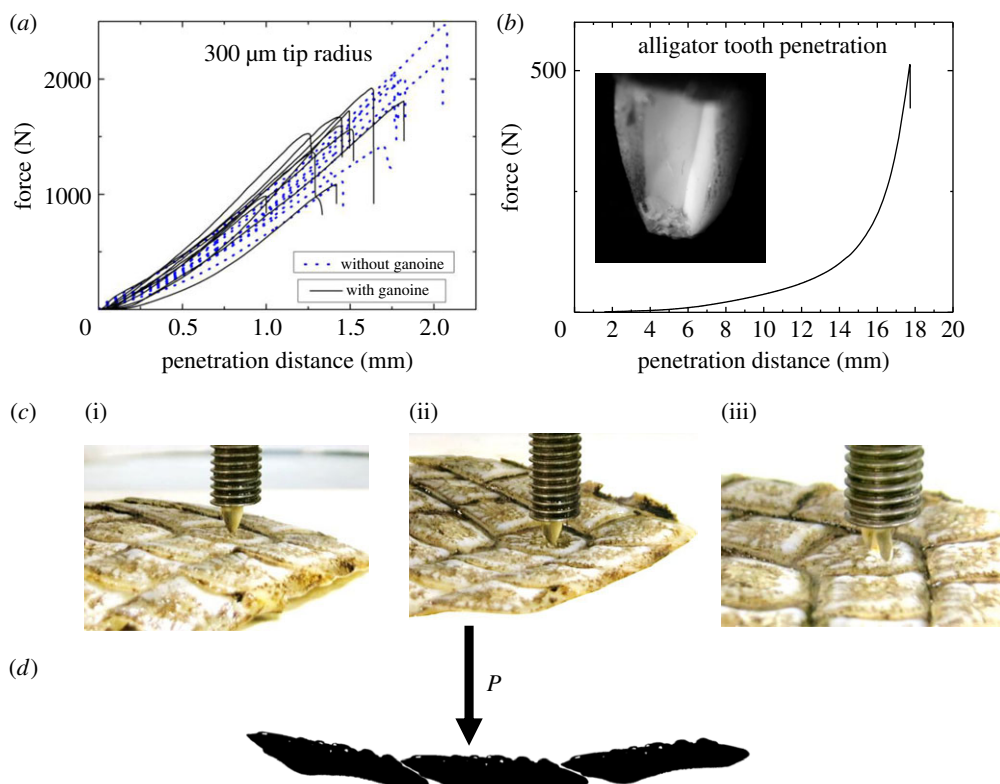 (a)
300 µm tip radius
2000
1000
force (N)
without ganoine
with ganoine
0
0.5
1.0
1.5
2.0
penetration distance (mm)
(b)
alligator tooth penetration
500
force (N)
0
0 2 4 6 8 10 12 14 16 18 20
penetration distance (mm)
(c)
(i)
(ii)
(iii)
(d)
P